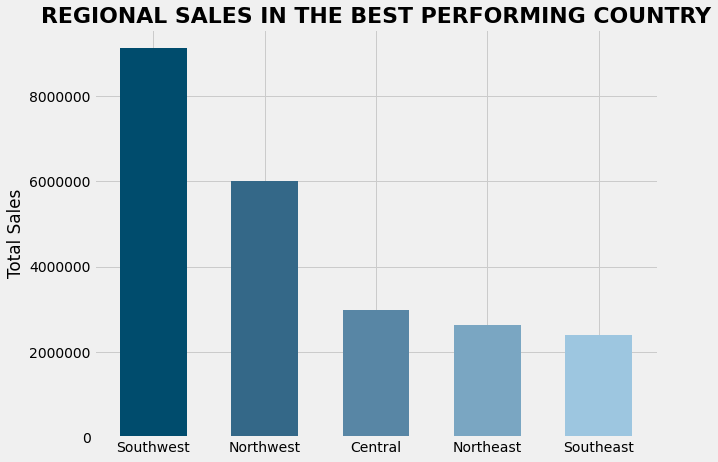 REGIONAL SALES IN THE BEST PERFORMING COUNTRY
Total Sales
8000000
6000000
4000000
2000000
0
Southwest Northwest Central Northeast Southeast